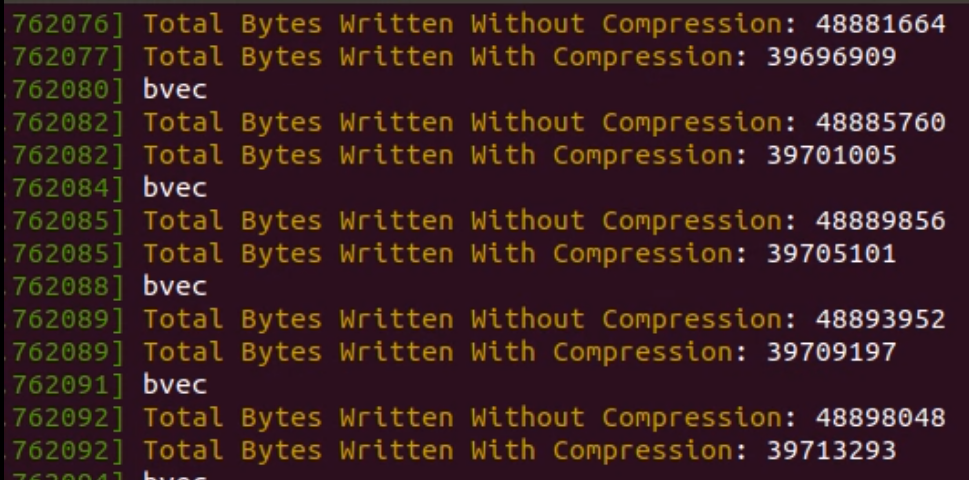 .762076] Total Bytes Written Without Compression: 48881664
.762077] Total Bytes Written With Compression: 39696909
.762080] bvec
.762082] Total Bytes Written Without Compression: 48885760
.762082] Total Bytes Written With Compression: 39701005
.762084] bvec
.762085] Total Bytes Written Without Compression: 48889856
.762085] Total Bytes Written With Compression: 39705101
.762088] bvec
.762089] Total Bytes Written Without Compression: 48893952
.762089] Total Bytes Written With Compression: 39709197
.762091] bvec
.762092] Total Bytes Written Without Compression: 48898048
.762092] Total Bytes Written With Compression: 39713293
.762094] bvec